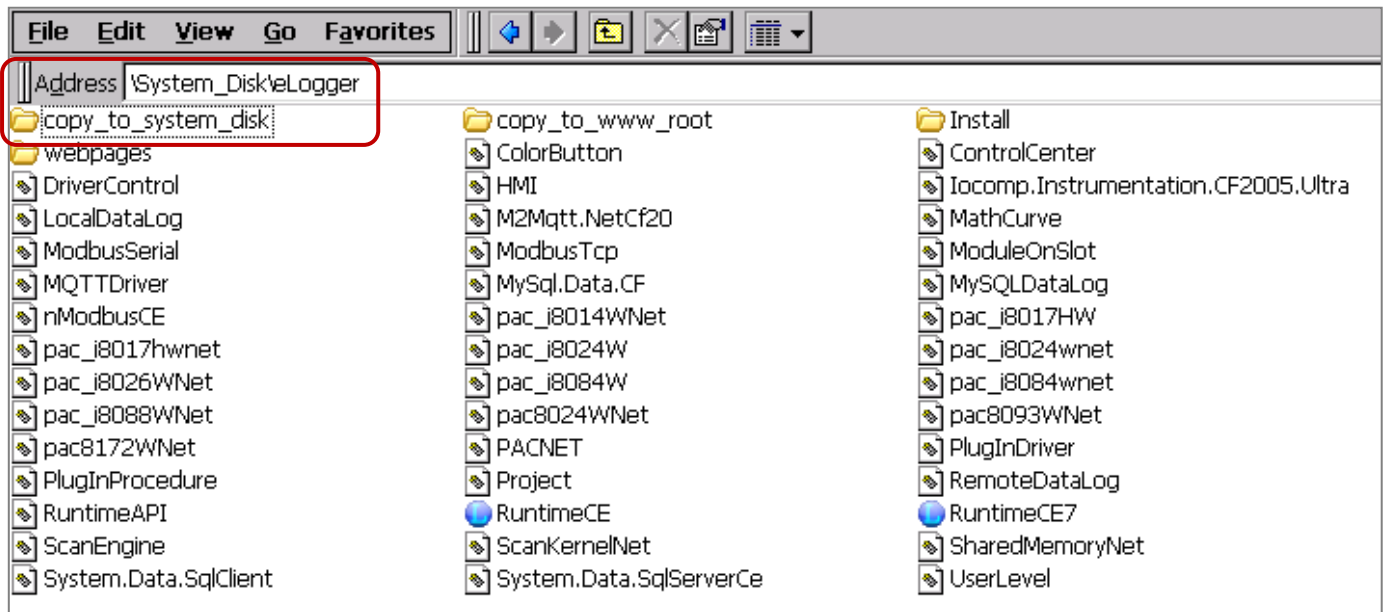 File Edit View Go Favorites
Address \System_Disk\eLogger
copy_to_system_disk copy_to_www_root Install
webpages ColorButton ControlCenter
DriverControl HMI Iocomp.Instrumentation.CF2005.Ultra
LocalDataLog M2Mqtt.NetCf20 MathCurve
ModbusSerial ModbusTcp ModuleOnSlot
MQTTDriver MySql.Data.CF MySQLDataLog
nModbusCE pac_i8014WNet pac_i8017HW
pac_i8017hwnet pac_i8024W pac_i8024wnet
pac_i8026WNet pac_i8084W pac_i8084wnet
pac_i8088WNet pac8024WNet pac8093WNet
pac8172WNet PACNET PlugInDriver
PlugInProcedure Project RemoteDataLog
RuntimeAPI RuntimeCE RuntimeCE7
ScanEngine ScanKernelNet SharedMemoryNet
System.Data.SqlClient System.Data.SqlServerCe UserLevel